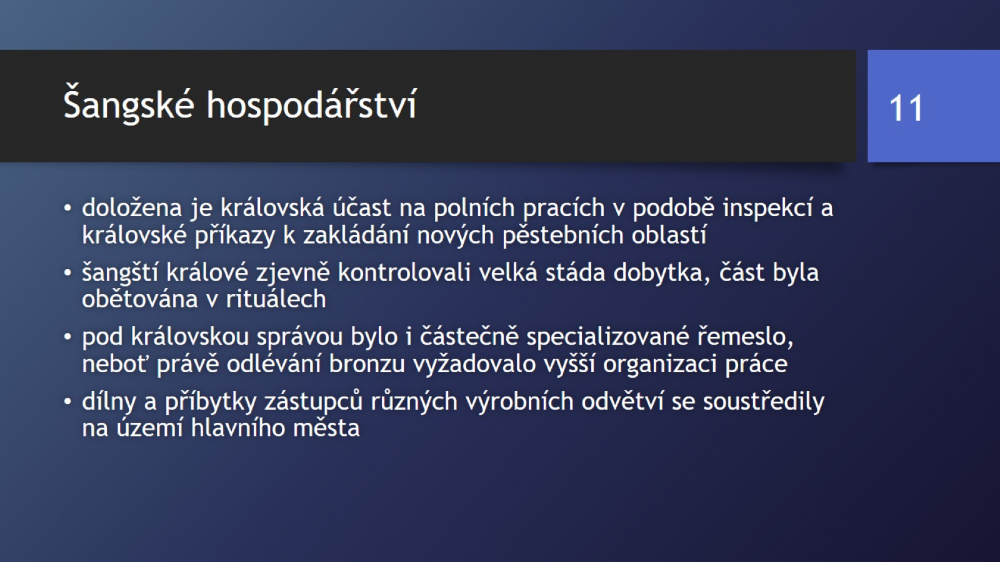 Šangské hospodářství
11
• doložena je královská účast na polních pracích v podobě inspekcí a
královské příkazy k zakládání nových pěstebních oblastí
• šangští králové zjevně kontrolovali velká stáda dobytka, část byla
obětována v rituálech
• pod královskou správou bylo i částečně specializované řemeslo,
neboť právě odlévání bronzu vyžadovalo vyšší organizaci práce
• dílny a příbytky zástupců různých výrobních odvětví se soustředily
na území hlavního města